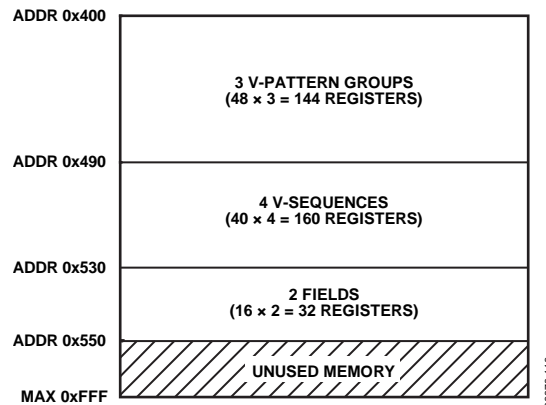 ADDR 0x400
3 V-PATTERN GROUPS
(48 × 3 = 144 REGISTERS)
ADDR 0x490
4 V-SEQUENCES
(40 × 4 = 160 REGISTERS)
ADDR 0x530
2 FIELDS
(16 × 2 = 32 REGISTERS)
ADDR 0x550
UNUSED MEMORY
MAX 0xFFF